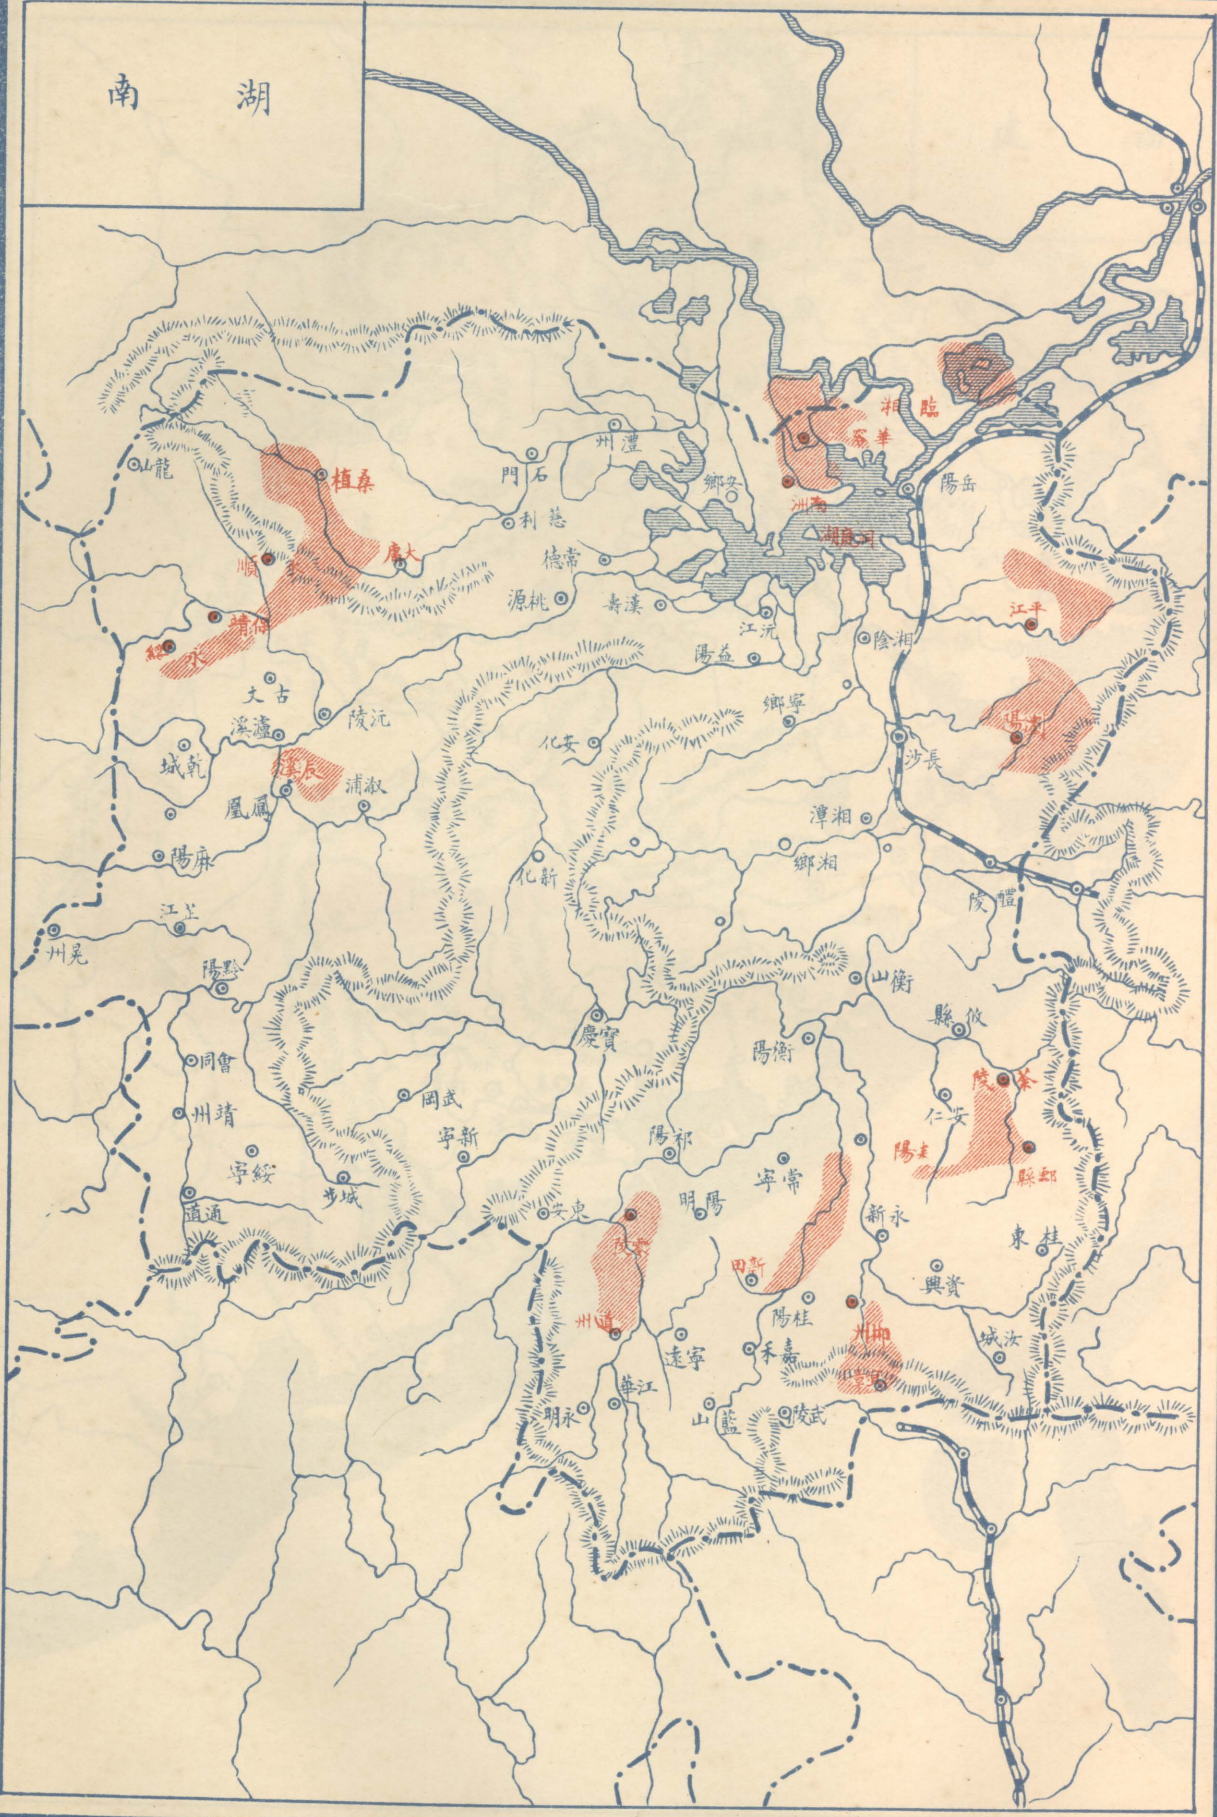 湖南
臨湘
華容
澧州
龍山
石門
桑植
安鄉
岳陽
南洲
慈利
洞庭湖
常德
大庸
永順
桃源
漢壽
平江
保靖
沅江
湘陰
益陽
永綏
古丈
寧鄉
沅陵
瀏陽
瀘溪
安化
長沙
乾城
辰溪
漵浦
鳳凰
湘潭
麻陽
湘鄉
新化
醴陵
芷江
晃州
黔陽
衡山
攸縣
寶慶
衡陽
會同
茶陵
武岡
靖州
安仁
新寧
祁陽
耒陽
綏寧
常寧
酃縣
城步
陽明
通道
東安
永新
桂東
新田
資興
桂陽
道州
郴州
汝城
寧遠
嘉禾
宜章
江華
永明
藍山
武陵